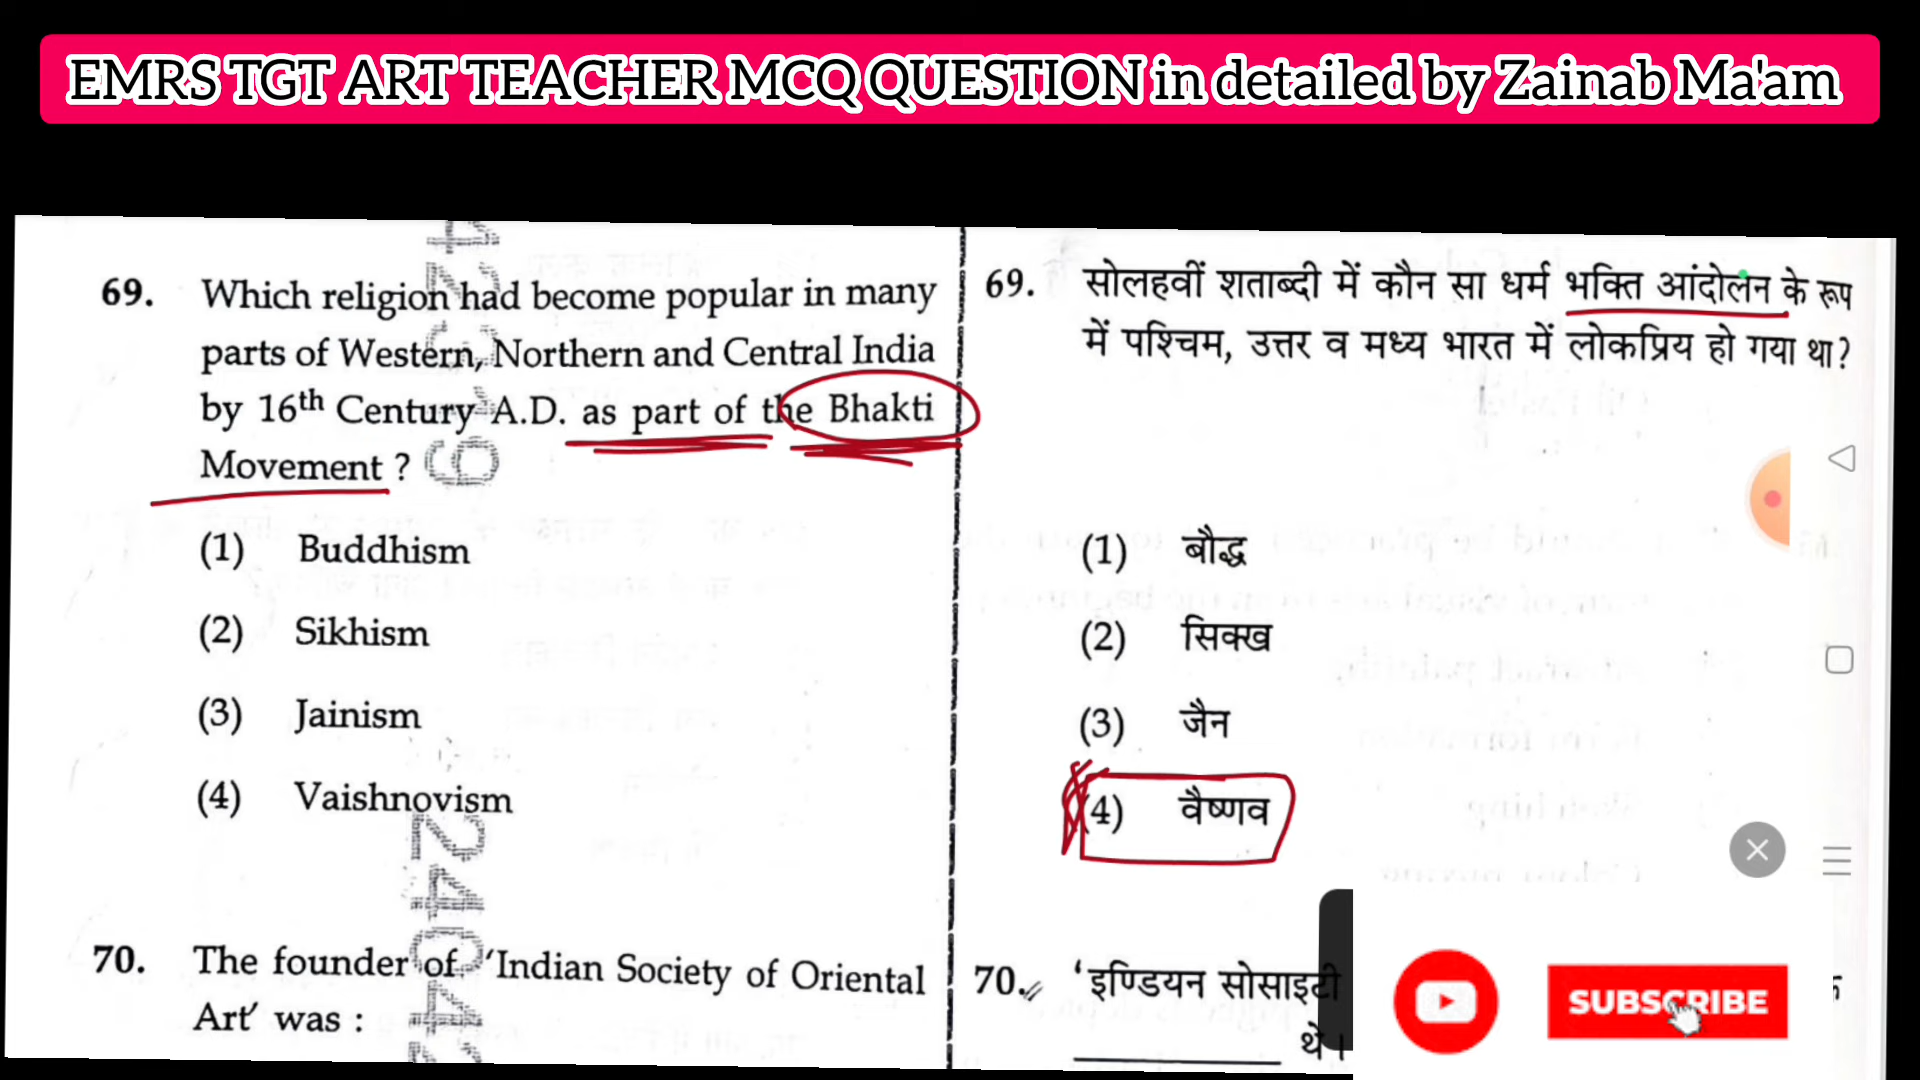 EMRS TGT ART TEACHER MCQ QUESTION in detailed by Zainab Ma'am
69. Which religion had become popular in many
parts of Western, Northern and Central India
by 16th Century A.D. as part of the Bhakti
Movement ?
(1) Buddhism
(2) Sikhism
(3) Jainism
(4) Vaishnovism
70. The founder of 'Indian Society of Oriental
Art' was :
69. सोलहवीं शताब्दी में कौन सा धर्म भक्ति आंदोलन के रूप
में पश्चिम, उत्तर व मध्य भारत में लोकप्रिय हो गया था?
(1) बौद्ध
(2) सिक्ख
(3) जैन
(4) वैष्णव
70. 'इण्डियन सोसाइटी
थे।
SUBSCRIBE